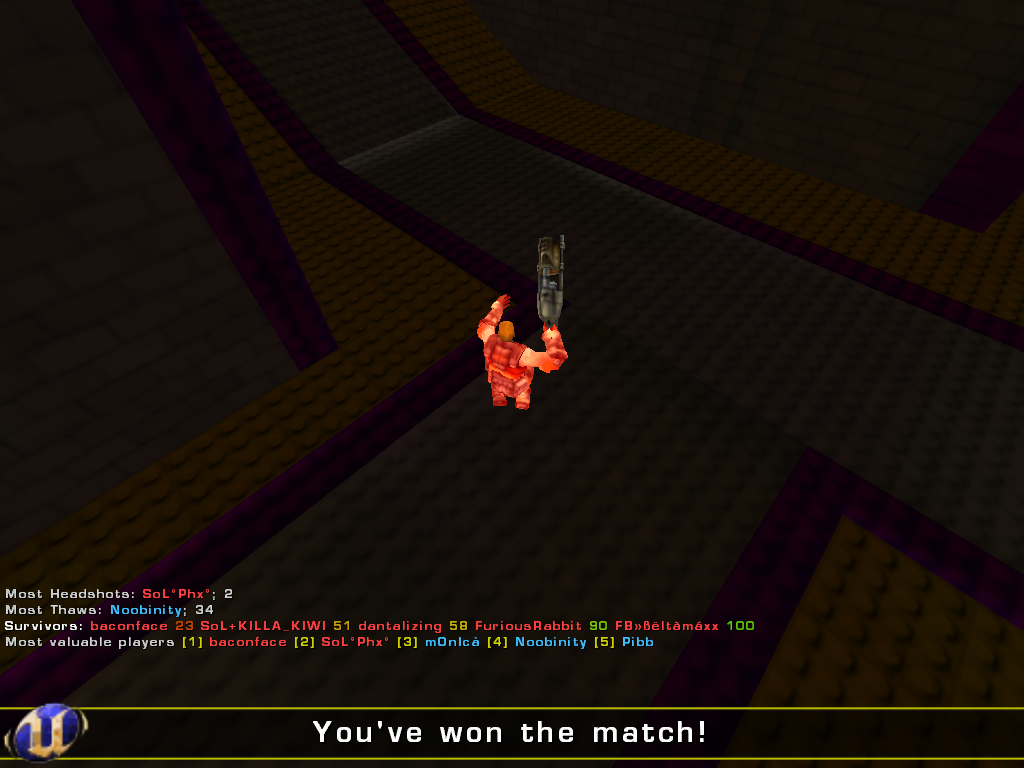 Most Headshots: SoL°Phx°; 2
Most Thaws: Noobinity; 34
Survivors: baconface 23 SoL+KILLA_KIWI 51 dantalizing 58 FuriousRabbit 90 FB»ßêltåmáxx 100
Most valuable players [1] baconface [2] SoL°Phx° [3] m0nIcá [4] Noobinity [5] Pibb
You've won the match!